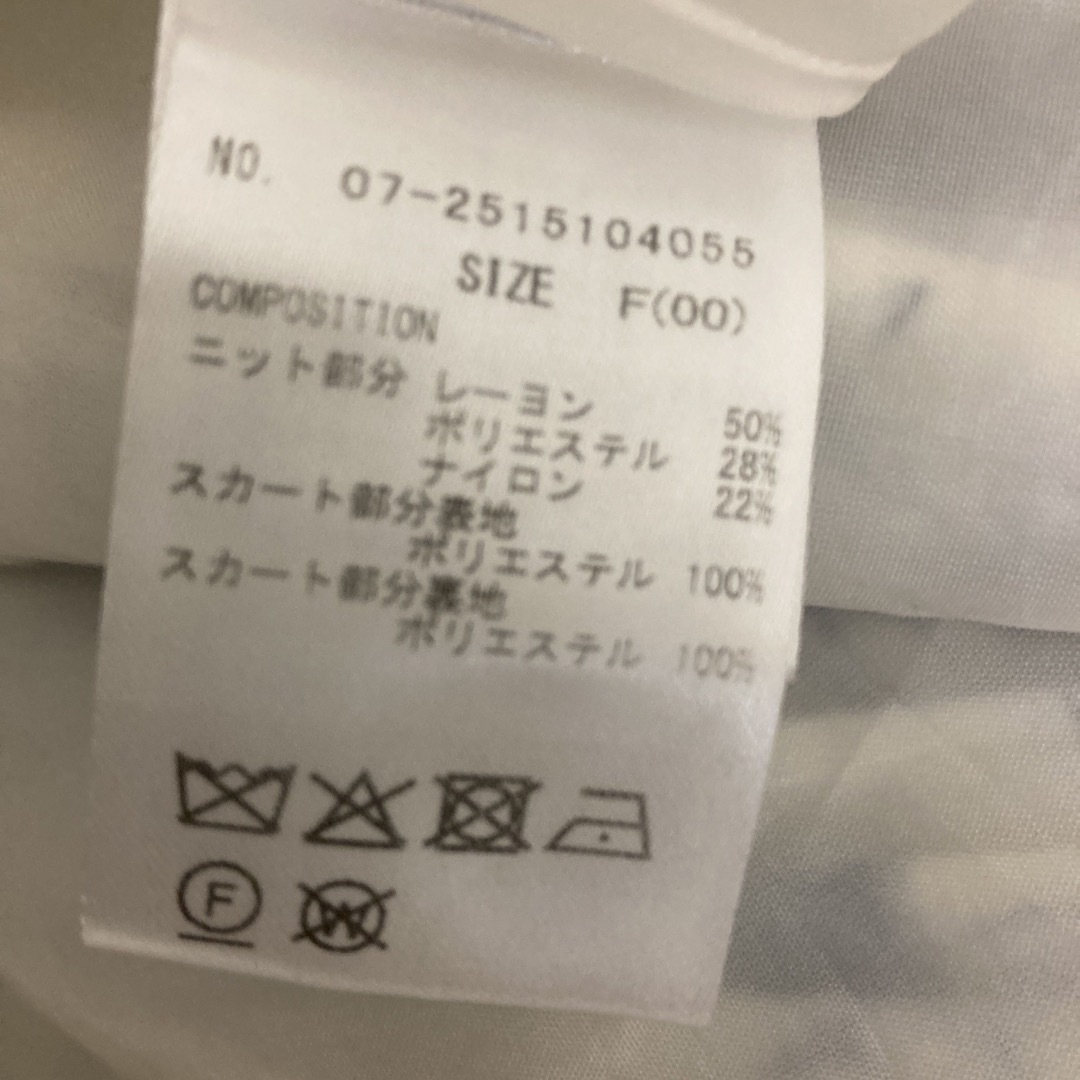 NO. 07-2515104055
SIZE F(00)
COMPOSITION
ニット部分 レーヨン 50%
ポリエステル 28%
ナイロン 22%
スカート部分表地
ポリエステル 100%
スカート部分裏地
ポリエステル 100%
F W